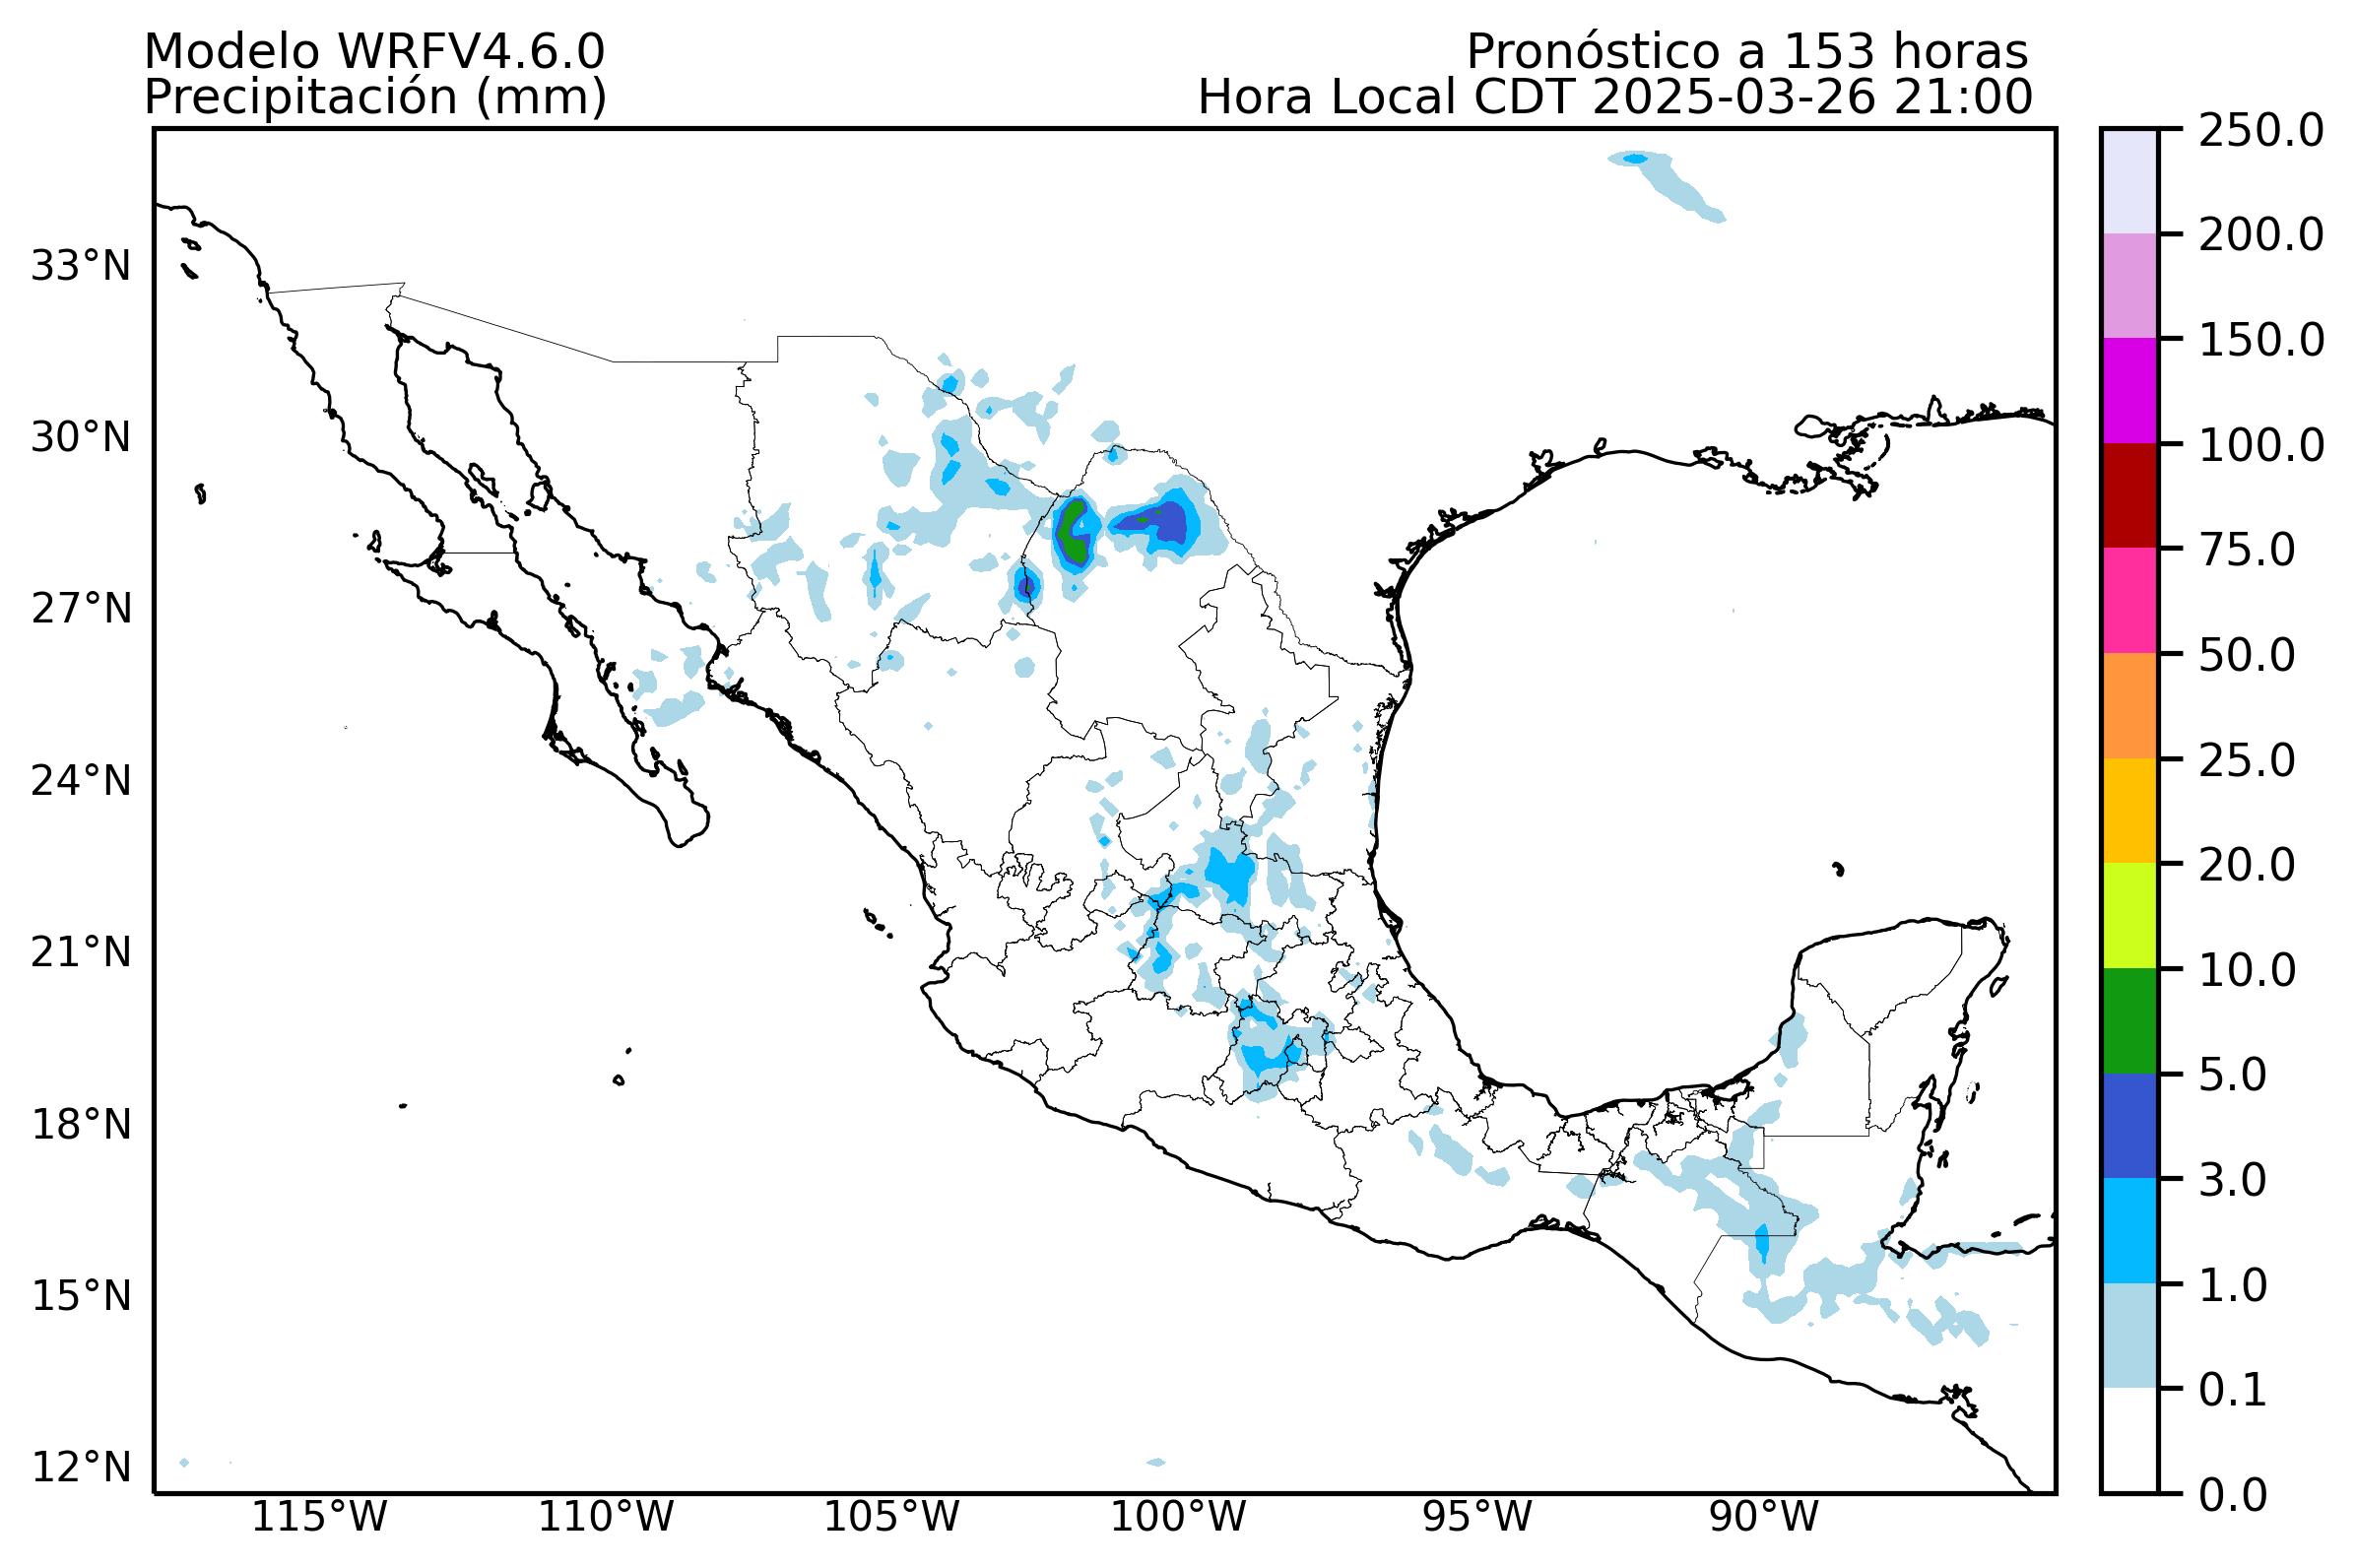 Modelo WRFV4.6.0
Precipitación (mm)
Pronóstico a 153 horas
Hora Local CDT 2025-03-26 21:00
33°N
30°N
27°N
24°N
21°N
18°N
15°N
12°N
115°W
110°W
105°W
100°W
95°W
90°W
250.0
200.0
150.0
100.0
75.0
50.0
25.0
20.0
10.0
5.0
3.0
1.0
0.1
0.0